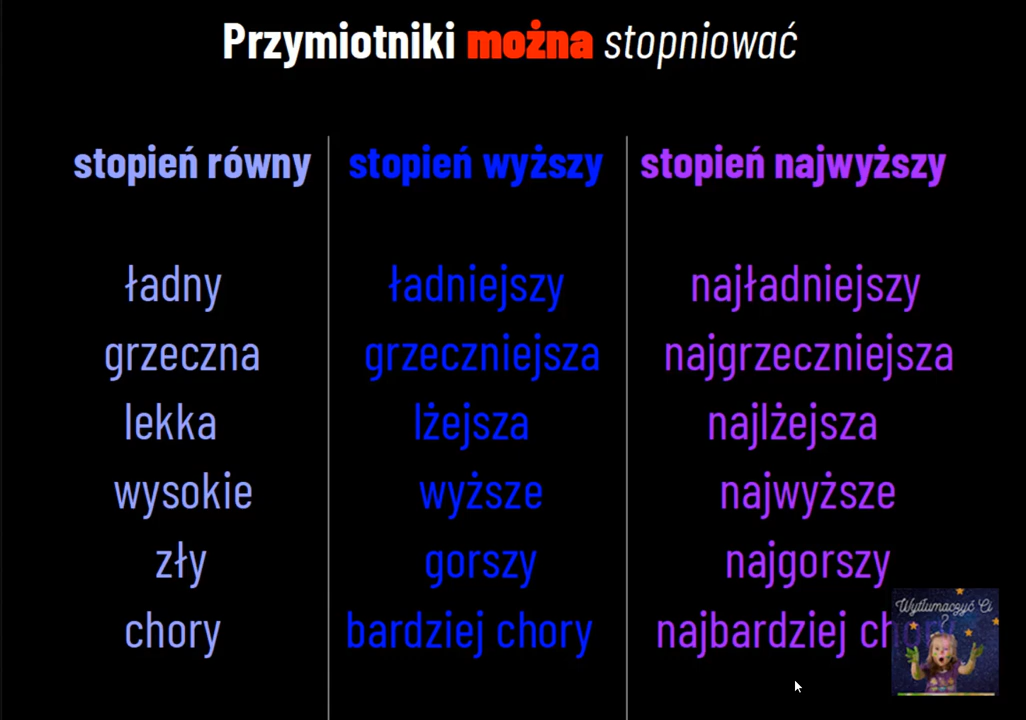 Przymiotniki można stopniować
stopień równy stopień wyższy stopień najwyższy
ładny ładniejszy najładniejszy
grzeczna grzeczniejsza najgrzeczniejsza
lekka lżejsza najlżejsza
wysokie wyższe najwyższe
zły gorszy najgorszy
chory bardziej chory najbardziej chory
Wytłumaczyć Ci
?